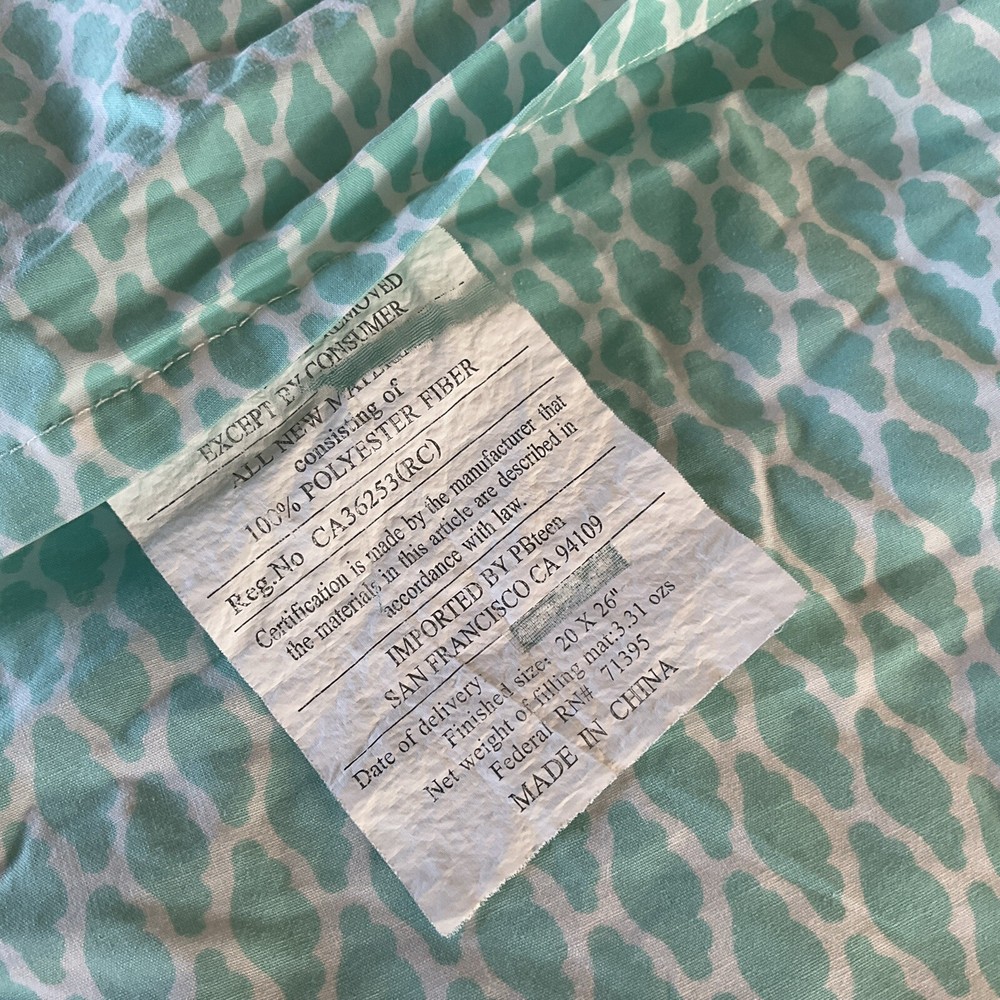 REMOVED
EXCEPT BY CONSUMER
ALL NEW MATERIAL
consisting of
100% POLYESTER FIBER
Reg.No CA36253(RC)
Certification is made by the manufacturer that
the materials in this article are described in
accordance with law.
IMPORTED BY PBteen
SAN FRANCISCO CA 94109
Date of delivery
Finished size: 20 X 26"
Net weight of filling mat:3.31 ozs
Federal RN# 71395
MADE IN CHINA